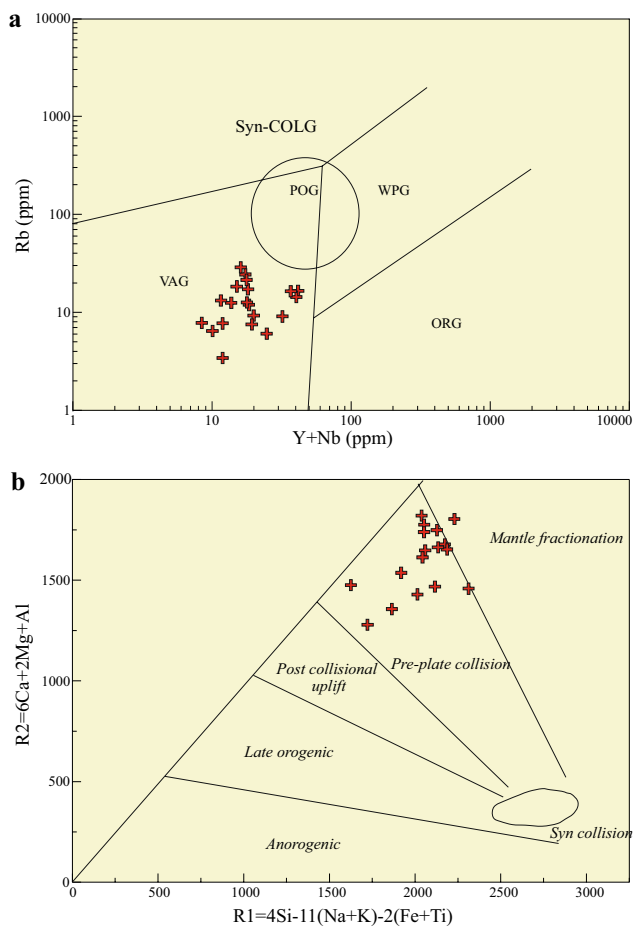 a
10000
1000
100
10
1
Rb (ppm)
Syn-COLG
POG
WPG
VAG
ORG
1
10
100
1000
10000
Y+Nb (ppm)
b
2000
1500
1000
500
0
R2=6Ca+2Mg+Al
Mantle fractionation
Pre-plate collision
Post collisional
uplift
Late orogenic
Syn collision
Anorogenic
0
500
1000
1500
2000
2500
3000
R1=4Si-11(Na+K)-2(Fe+Ti)